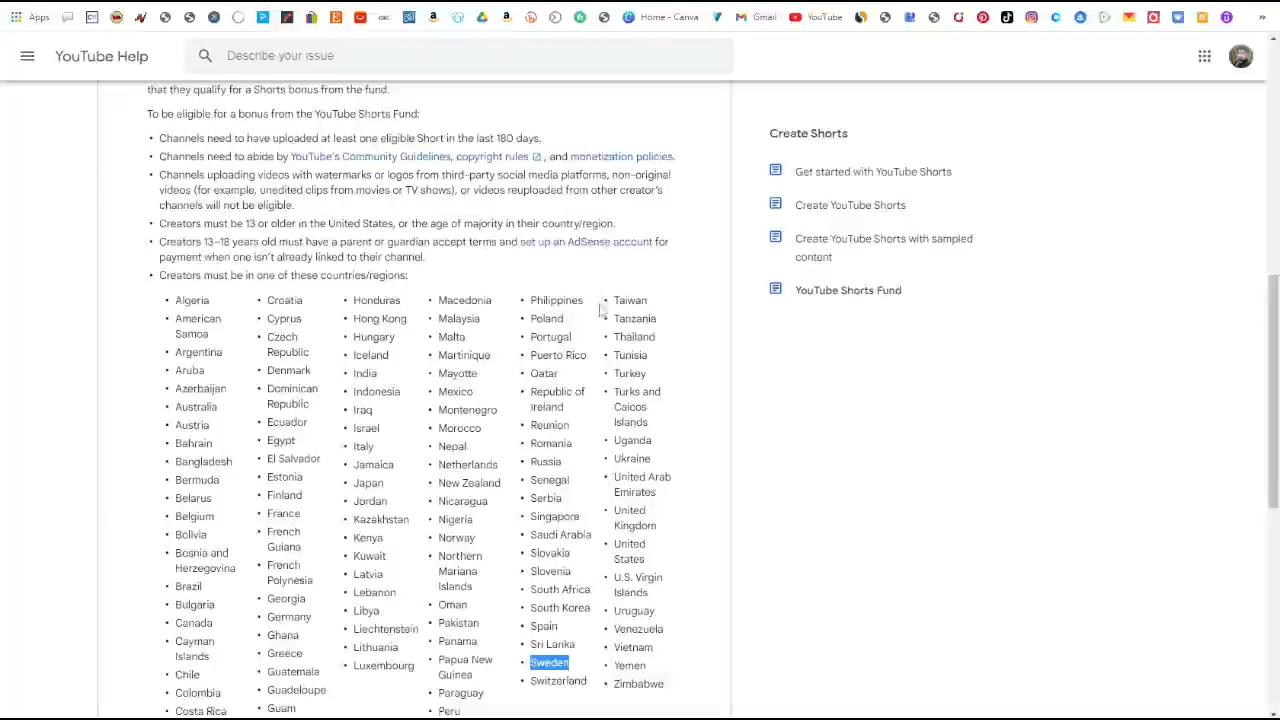 Apps
Home - Canva
Gmail
YouTube
YouTube Help
Describe your issue
that they qualify for a Shorts bonus from the fund.
To be eligible for a bonus from the YouTube Shorts Fund:
• Channels need to have uploaded at least one eligible Short in the last 180 days.
• Channels need to abide by YouTube's Community Guidelines, copyright rules, and monetization policies.
• Channels uploading videos with watermarks or logos from third-party social media platforms, non-original
videos (for example, unedited clips from movies or TV shows), or videos reuploaded from other creator's
channels will not be eligible.
• Creators must be 13 or older in the United States, or the age of majority in their country/region.
• Creators 13–18 years old must have a parent or guardian accept terms and set up an AdSense account for
payment when one isn't already linked to their channel.
• Creators must be in one of these countries/regions:
• Algeria
• American
Samoa
• Argentina
• Aruba
• Azerbaijan
• Australia
• Austria
• Bahrain
• Bangladesh
• Bermuda
• Belarus
• Belgium
• Bolivia
• Bosnia and
Herzegovina
• Brazil
• Bulgaria
• Canada
• Cayman
Islands
• Chile
• Colombia
• Costa Rica
• Croatia
• Cyprus
• Czech
Republic
• Denmark
• Dominican
Republic
• Ecuador
• Egypt
• El Salvador
• Estonia
• Finland
• France
• French
Guiana
• French
Polynesia
• Georgia
• Germany
• Ghana
• Greece
• Guatemala
• Guadeloupe
• Guam
• Honduras
• Hong Kong
• Hungary
• Iceland
• India
• Indonesia
• Iraq
• Israel
• Italy
• Jamaica
• Japan
• Jordan
• Kazakhstan
• Kenya
• Kuwait
• Latvia
• Lebanon
• Libya
• Liechtenstein
• Lithuania
• Luxembourg
• Macedonia
• Malaysia
• Malta
• Martinique
• Mayotte
• Mexico
• Montenegro
• Morocco
• Nepal
• Netherlands
• New Zealand
• Nicaragua
• Nigeria
• Norway
• Northern
Mariana
Islands
• Oman
• Pakistan
• Panama
• Papua New
Guinea
• Paraguay
• Peru
• Philippines
• Poland
• Portugal
• Puerto Rico
• Qatar
• Republic of
Ireland
• Reunion
• Romania
• Russia
• Senegal
• Serbia
• Singapore
• Saudi Arabia
• Slovakia
• Slovenia
• South Africa
• South Korea
• Spain
• Sri Lanka
• Sweden
• Switzerland
• Taiwan
• Tanzania
• Thailand
• Tunisia
• Turkey
• Turks and
Caicos
Islands
• Uganda
• Ukraine
• United Arab
Emirates
• United
Kingdom
• United
States
• U.S. Virgin
Islands
• Uruguay
• Venezuela
• Vietnam
• Yemen
• Zimbabwe
Create Shorts
Get started with YouTube Shorts
Create YouTube Shorts
Create YouTube Shorts with sampled
content
YouTube Shorts Fund